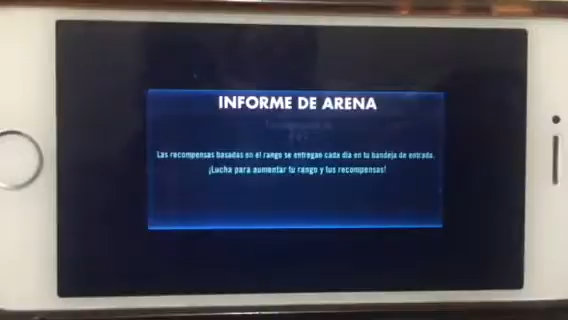 INFORME DE ARENA
Las recompensas basadas en el rango se entregan cada día en tu bandeja de entrada.
¡Lucha para aumentar tu rango y tus recompensas!